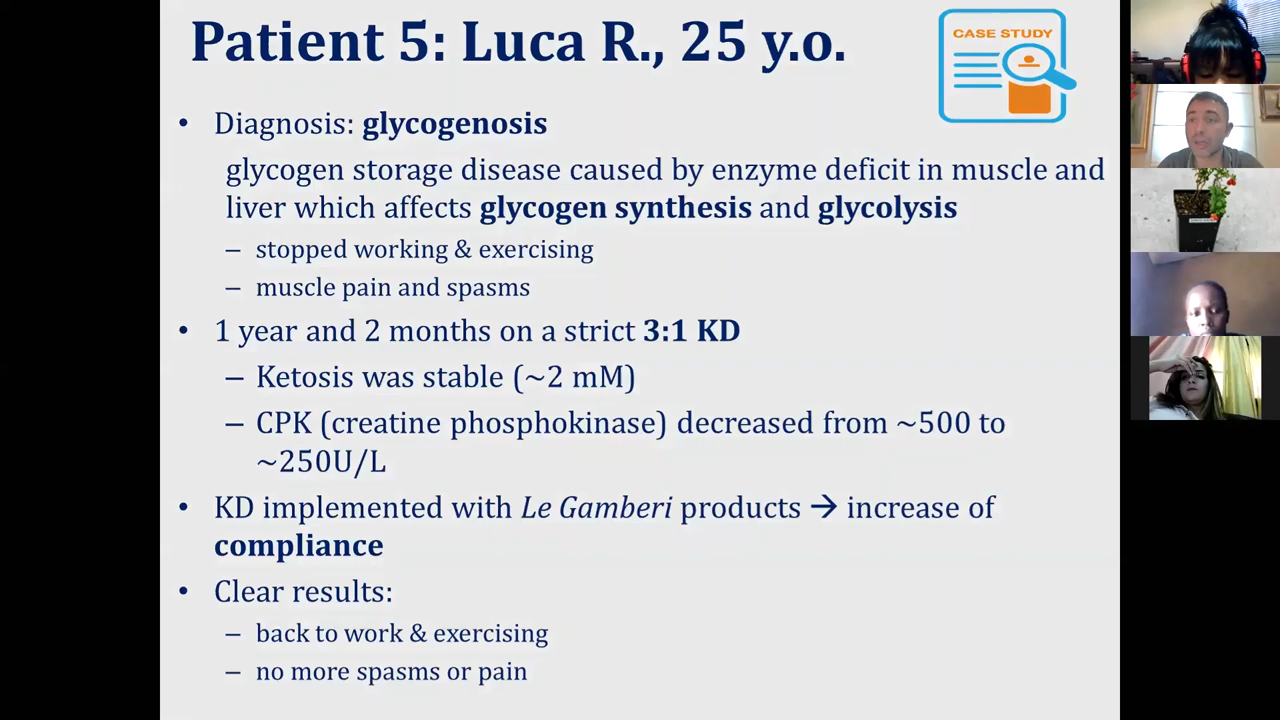 Patient 5: Luca R., 25 y.o.
CASE STUDY
• Diagnosis: glycogenosis
glycogen storage disease caused by enzyme deficit in muscle and
liver which affects glycogen synthesis and glycolysis
– stopped working & exercising
– muscle pain and spasms
• 1 year and 2 months on a strict 3:1 KD
– Ketosis was stable (~2 mM)
– CPK (creatine phosphokinase) decreased from ~500 to
~250U/L
• KD implemented with Le Gamberi products → increase of
compliance
• Clear results:
– back to work & exercising
– no more spasms or pain